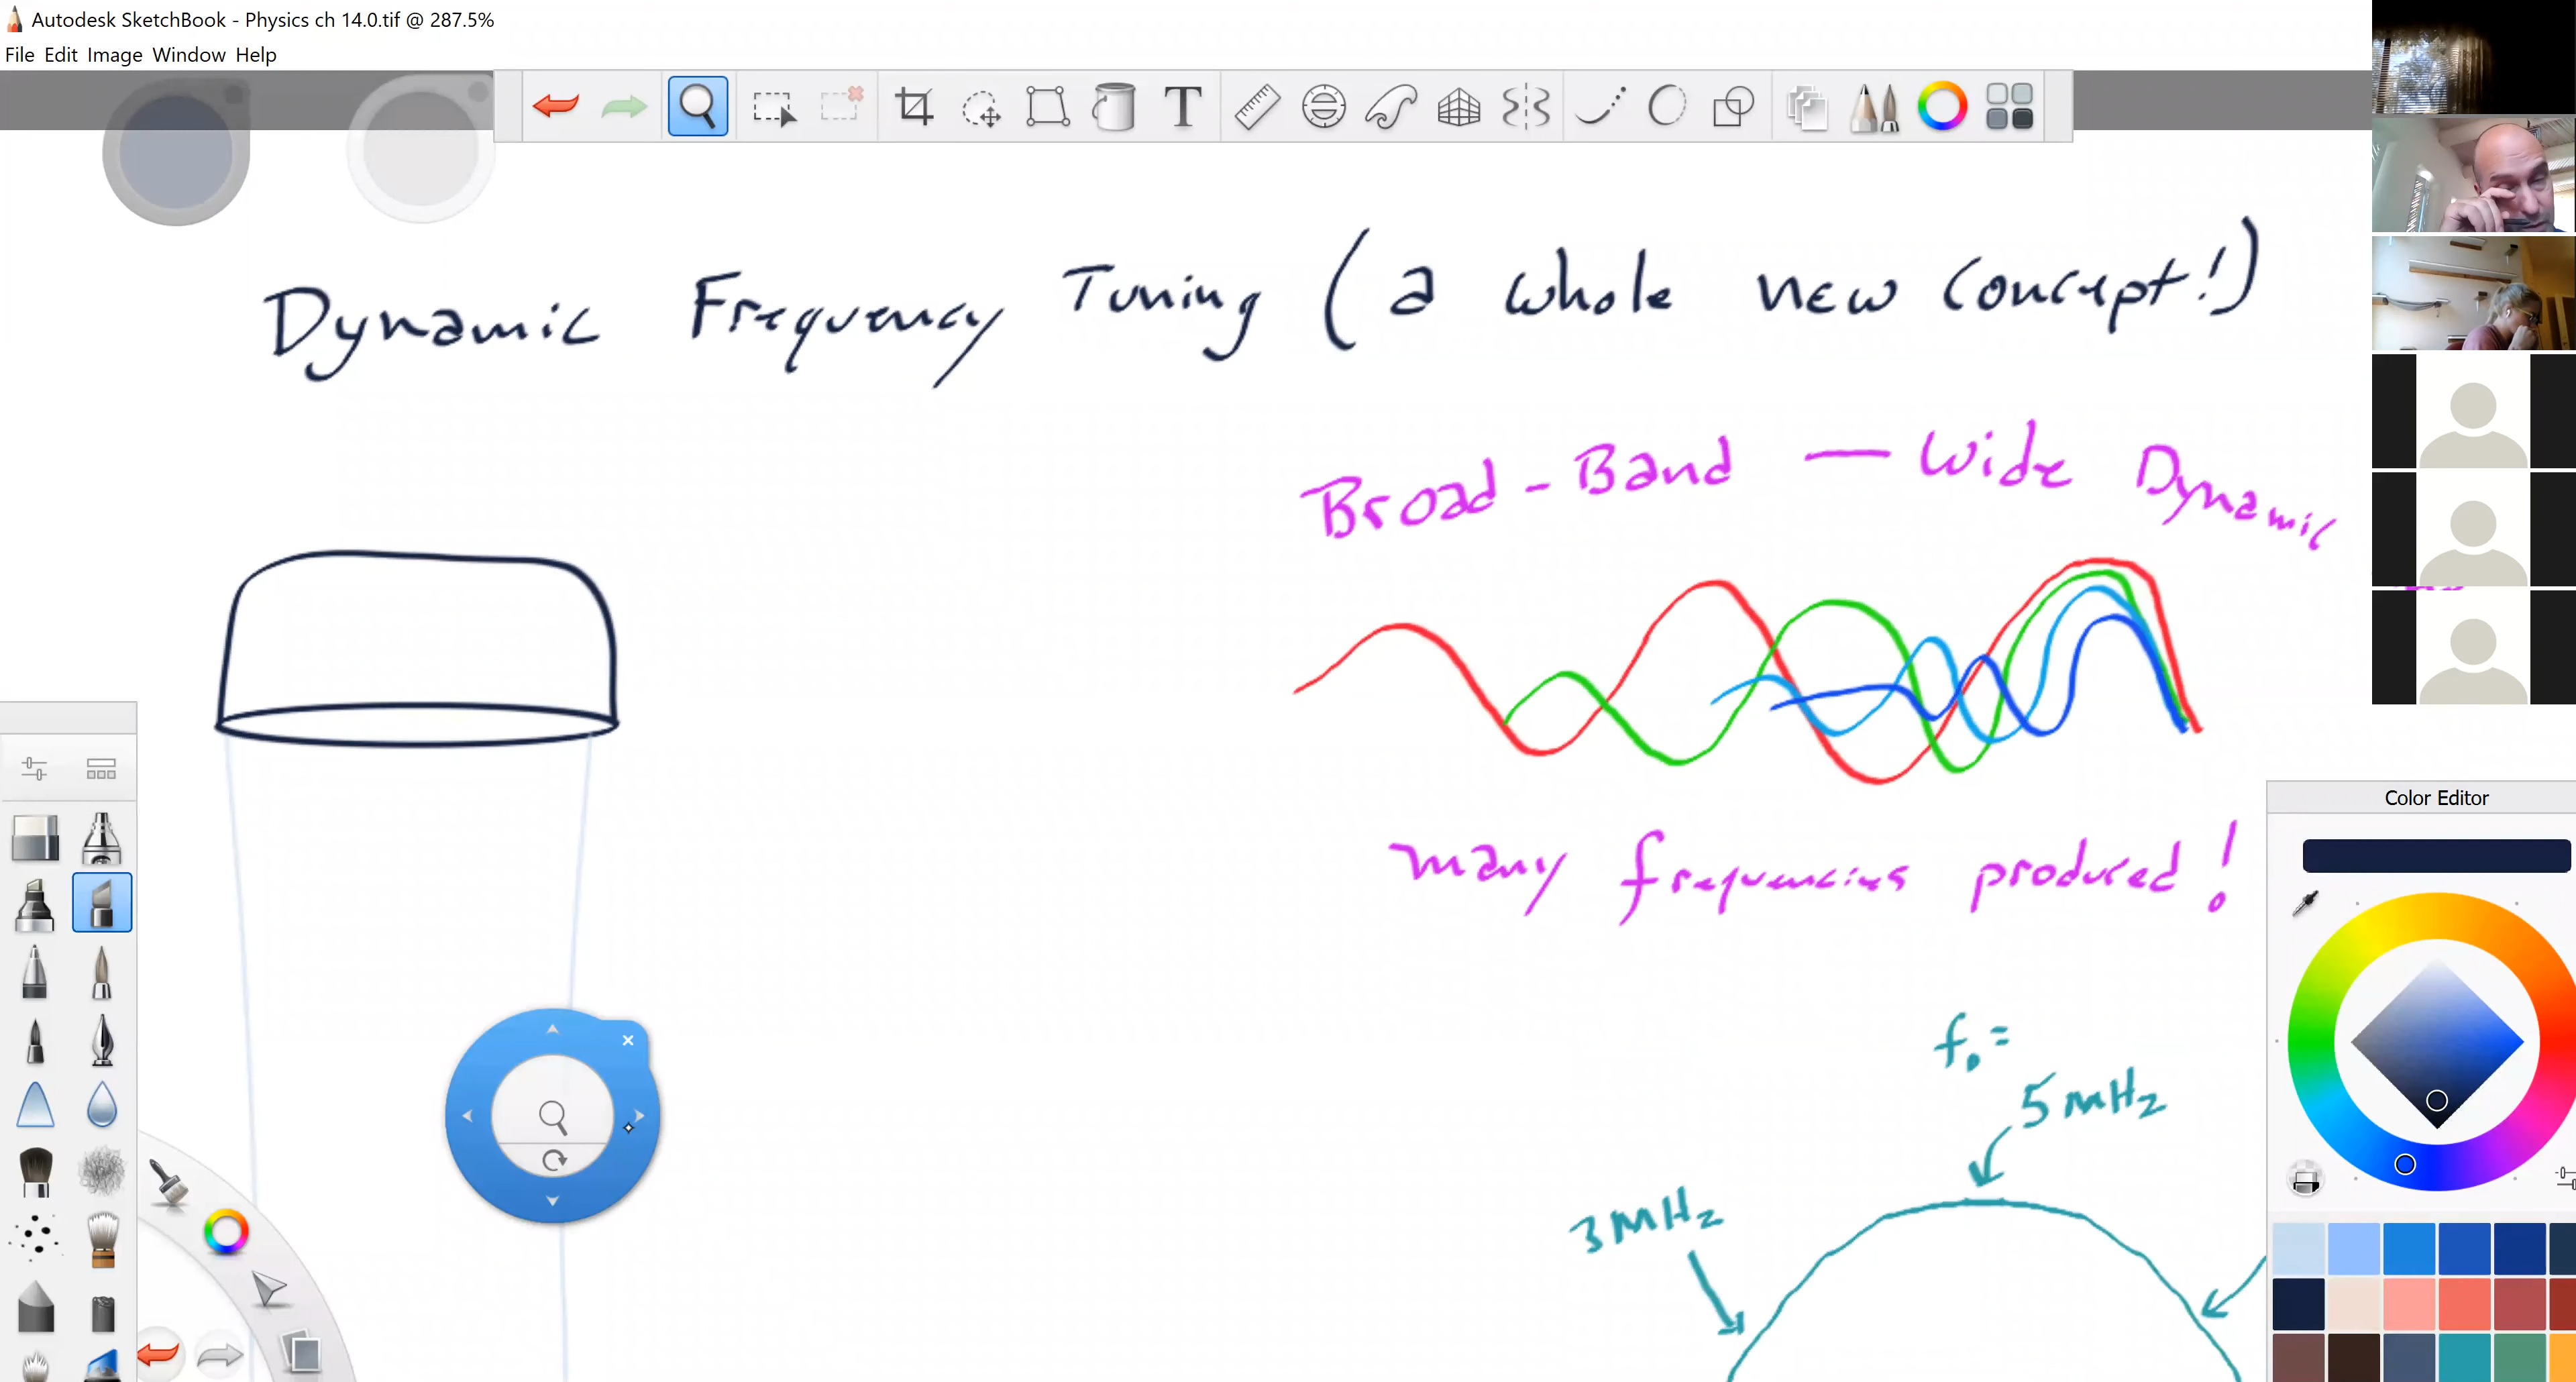 Autodesk SketchBook - Physics ch 14.0.tif @ 287.5%
File Edit Image Window Help
T
Dynamic Frequency Tuning (a whole new concept!)
Broad-Band — Wide Dynamic
many frequencies produced!
Color Editor
f₀ =
5 MHz
3 MHz